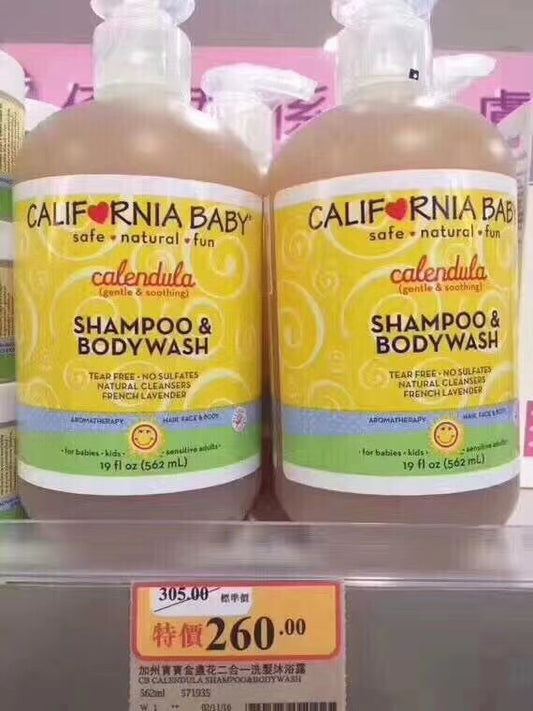 CALIFORNIA BABY
safe • natural • fun
calendula
(gentle & soothing)
SHAMPOO &
BODYWASH
TEAR FREE • NO SULFATES
NATURAL CLEANSERS
FRENCH LAVENDER
AROMATHERAPY HAIR, FACE & BODY
• for babies • kids • • sensitive adults •
19 fl oz (562 mL)
CALIFORNIA BABY
safe • natural • fun
calendula
(gentle & soothing)
SHAMPOO &
BODYWASH
TEAR FREE • NO SULFATES
NATURAL CLEANSERS
FRENCH LAVENDER
AROMATHERAPY HAIR, FACE & BODY
• for babies • kids • • sensitive adults •
19 fl oz (562 mL)
305.00 標準價
特價260.00
加州寶寶金盞花二合一洗髮沐浴露
CB CALENDULA SHAMPOO&BODYWASH
562ml 571935
W 1 ** 02/11/16